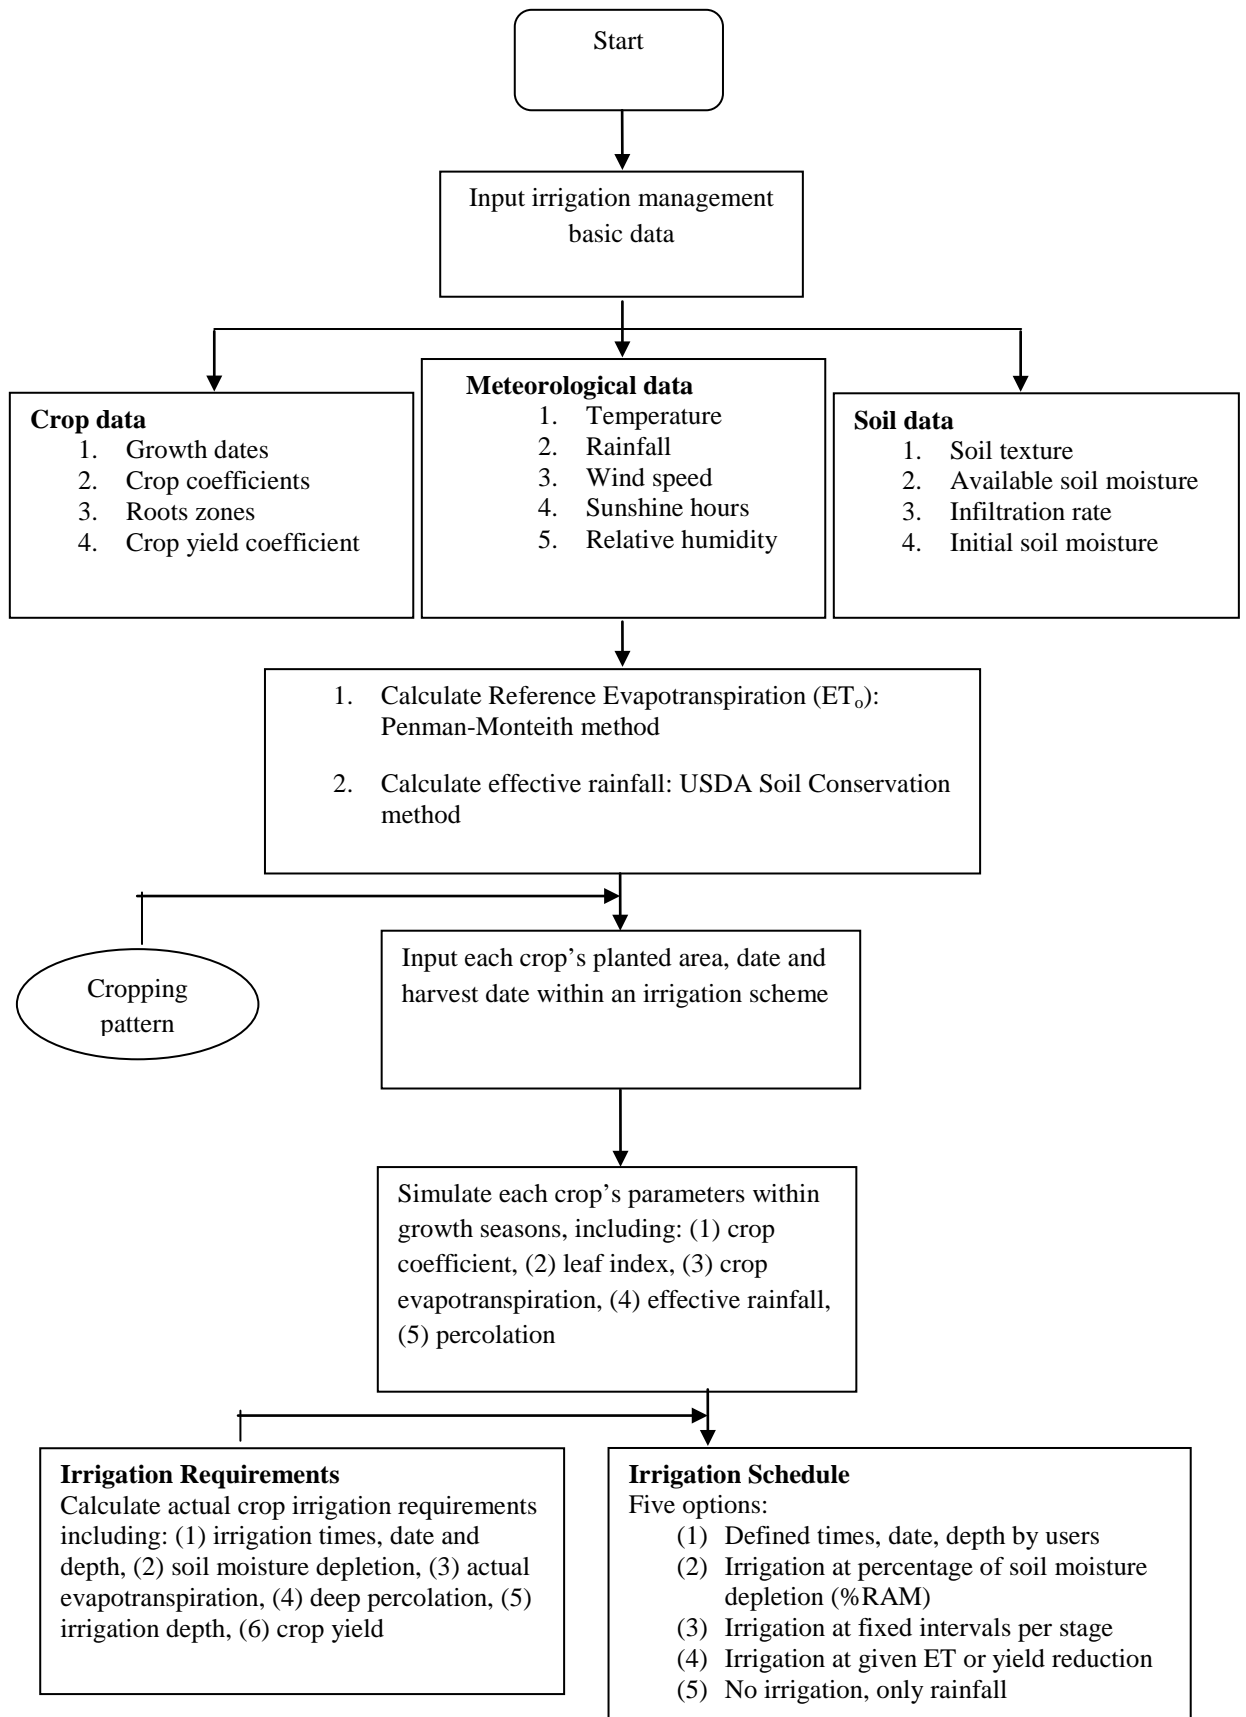 Start
Input irrigation management
basic data
Crop data
1. Growth dates
2. Crop coefficients
3. Roots zones
4. Crop yield coefficient
Meteorological data
1. Temperature
2. Rainfall
3. Wind speed
4. Sunshine hours
5. Relative humidity
Soil data
1. Soil texture
2. Available soil moisture
3. Infiltration rate
4. Initial soil moisture
1. Calculate Reference Evapotranspiration (ETₒ):
Penman-Monteith method
2. Calculate effective rainfall: USDA Soil Conservation
method
Cropping
pattern
Input each crop’s planted area, date and
harvest date within an irrigation scheme
Simulate each crop’s parameters within
growth seasons, including: (1) crop
coefficient, (2) leaf index, (3) crop
evapotranspiration, (4) effective rainfall,
(5) percolation
Irrigation Requirements
Calculate actual crop irrigation requirements
including: (1) irrigation times, date and
depth, (2) soil moisture depletion, (3) actual
evapotranspiration, (4) deep percolation, (5)
irrigation depth, (6) crop yield
Irrigation Schedule
Five options:
(1) Defined times, date, depth by users
(2) Irrigation at percentage of soil moisture
depletion (%RAM)
(3) Irrigation at fixed intervals per stage
(4) Irrigation at given ET or yield reduction
(5) No irrigation, only rainfall